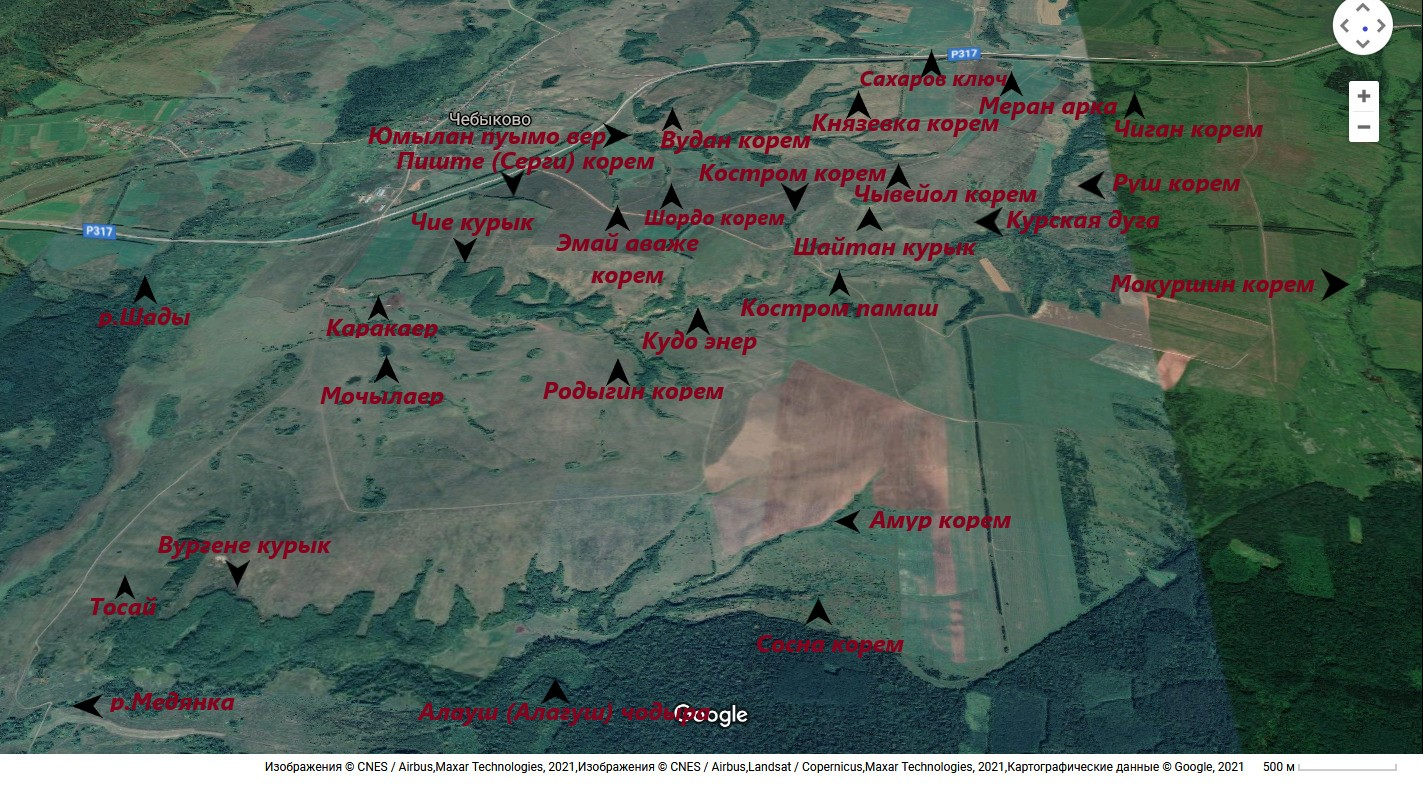 Р317
Сахаров ключ
Меран арка
Чебыково
Князевка корем
Чиган корем
Юмылан пуымо вер
Вудан корем
Пиште (Серги) корем
Костром корем
Руш корем
Чывейол корем
Чие курык
Шордо корем
Курская дуга
Р317
Эмай аваже
корем
Шайтан курык
Мокуршин корем
Костром памаш
р.Шады
Каракаер
Кудо энер
Родыгин корем
Мочылаер
Амур корем
Вургене курык
Тосай
Сосна корем
р.Медянка
Алауш (Алагуш) чодыра
Google
Изображения © CNES / Airbus,Maxar Technologies, 2021,Изображения © CNES / Airbus,Landsat / Copernicus,Maxar Technologies, 2021,Картографические данные © Google, 2021 500 м